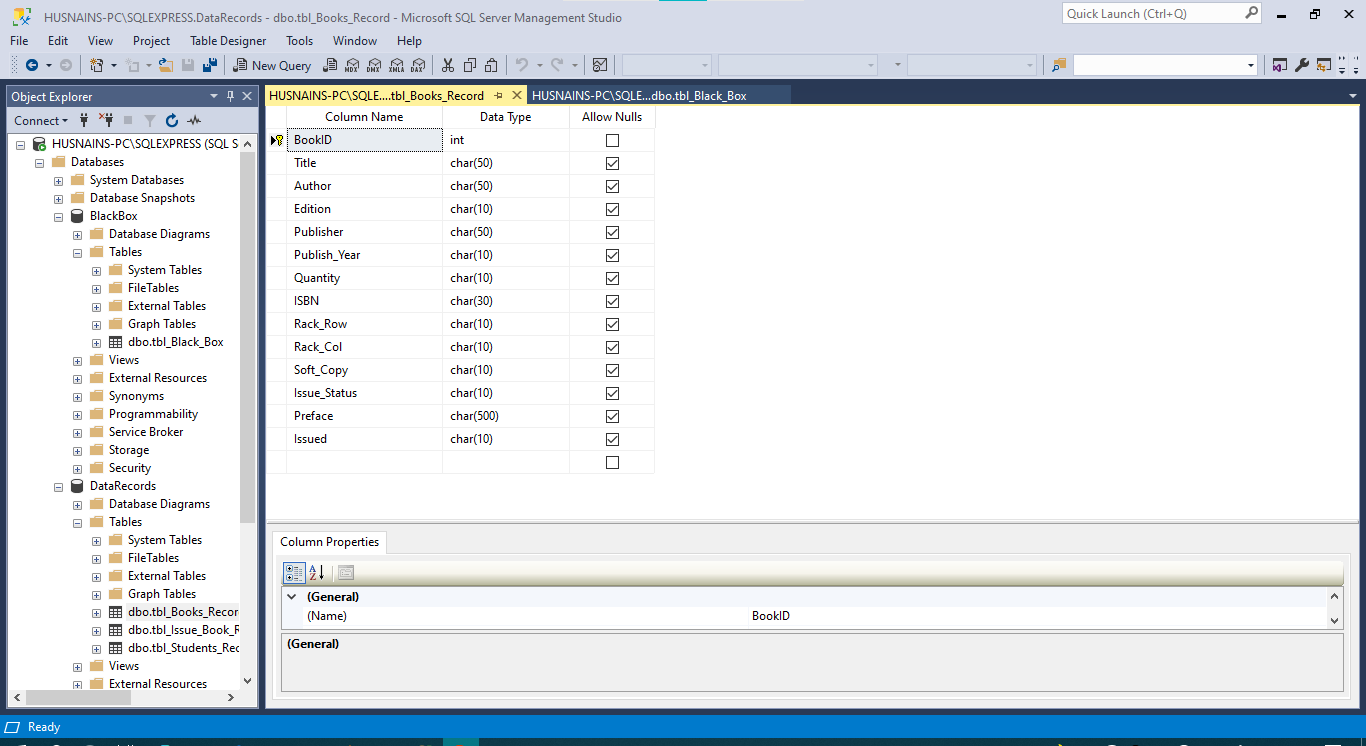 HUSNAINS-PC\SQLEXPRESS.DataRecords - dbo.tbl_Books_Record - Microsoft SQL Server Management Studio
Quick Launch (Ctrl+Q)
File Edit View Project Table Designer Tools Window Help
New Query MDX DMX XMLA DAX
Object Explorer
Connect
HUSNAINS-PC\SQLEXPRESS (SQL S
Databases
System Databases
Database Snapshots
BlackBox
Database Diagrams
Tables
System Tables
FileTables
External Tables
Graph Tables
dbo.tbl_Black_Box
Views
External Resources
Synonyms
Programmability
Service Broker
Storage
Security
DataRecords
Database Diagrams
Tables
System Tables
FileTables
External Tables
Graph Tables
dbo.tbl_Books_Recor
dbo.tbl_Issue_Book_R
dbo.tbl_Students_Rec
Views
External Resources
HUSNAINS-PC\SQLE....tbl_Books_Record HUSNAINS-PC\SQLE...dbo.tbl_Black_Box
Column Name Data Type Allow Nulls
BookID int
Title char(50)
Author char(50)
Edition char(10)
Publisher char(50)
Publish_Year char(10)
Quantity char(10)
ISBN char(30)
Rack_Row char(10)
Rack_Col char(10)
Soft_Copy char(10)
Issue_Status char(10)
Preface char(500)
Issued char(10)
Column Properties
(General)
(Name) BookID
(General)
Ready